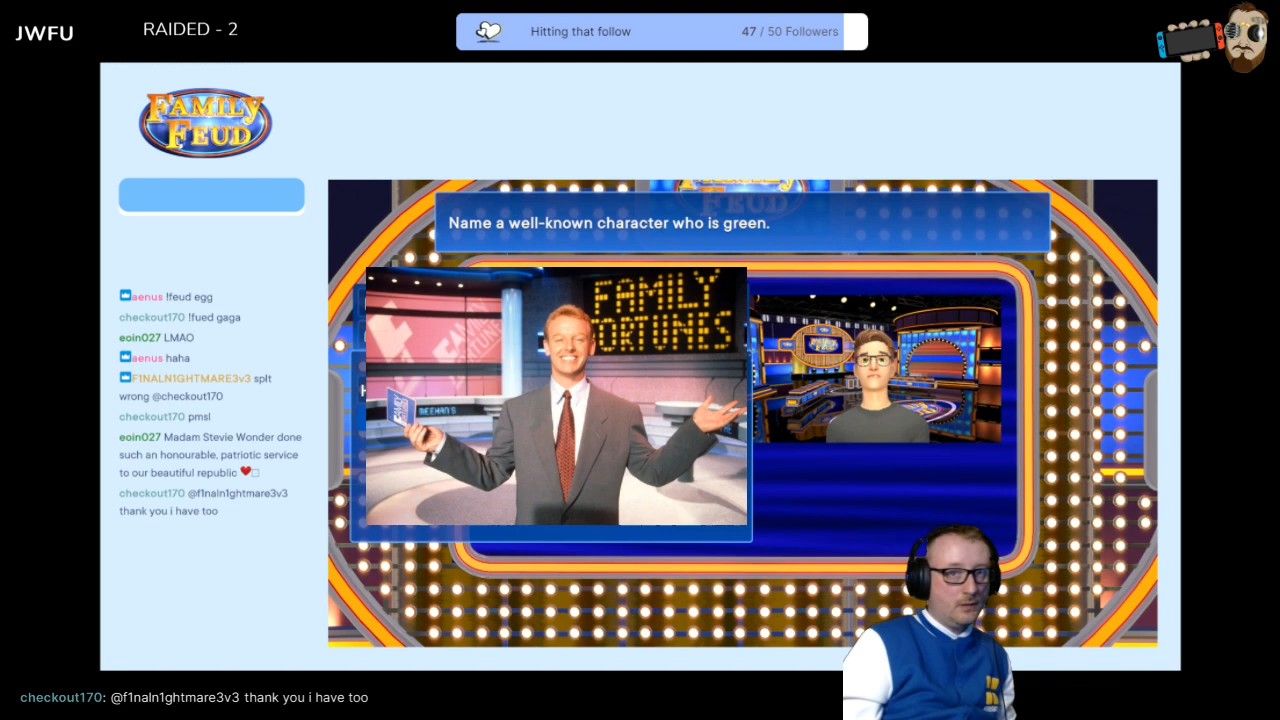 JWFU
RAIDED - 2
Hitting that follow
47 / 50 Followers
FAMILY
FEUD
FEUD
Name a well-known character who is green.
aenus !feud egg
checkout170 !fued gaga
eoin027 LMAO
aenus haha
F1NALN1GHTMARE3v3 splt
wrong @checkout170
checkout170 pmsl
eoin027 Madam Stevie Wonder done
such an honourable, patriotic service
to our beautiful republic ❤️□
checkout170 @f1naln1ghtmare3v3
thank you i have too
FAMILY
FORTUNES
MEEHAN'S
checkout170: @f1naln1ghtmare3v3 thank you i have too